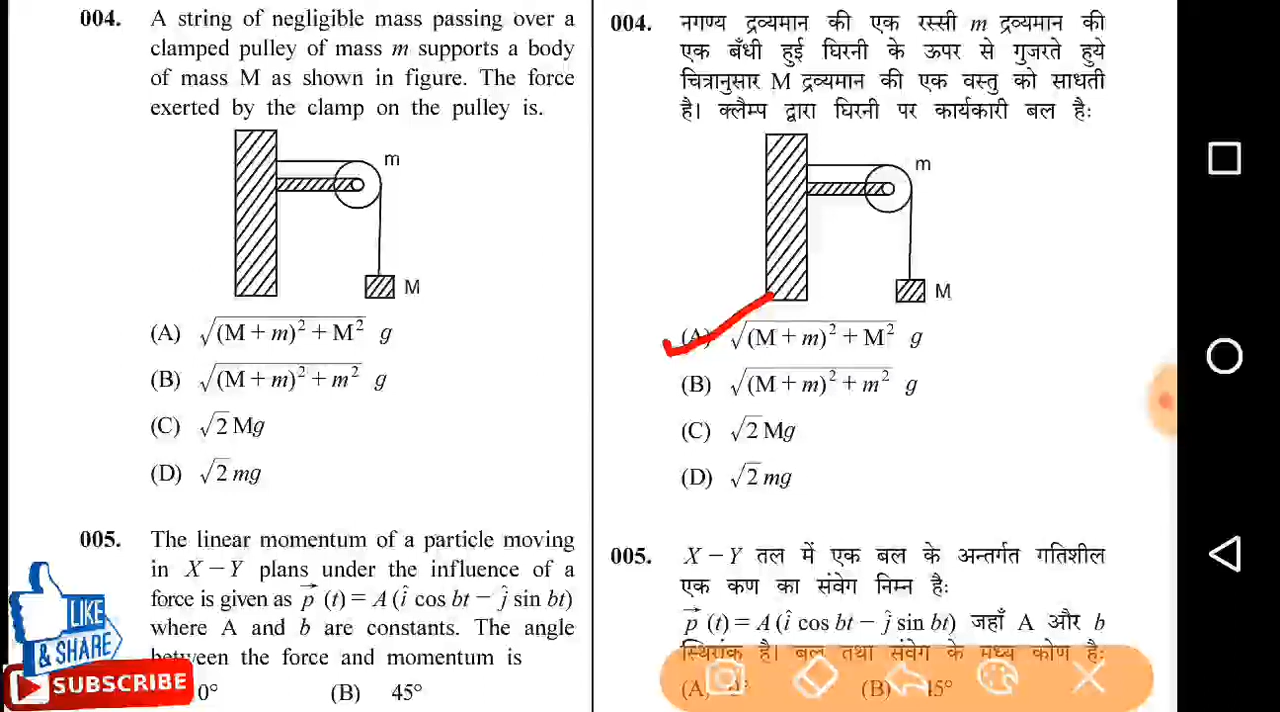 004. A string of negligible mass passing over a
clamped pulley of mass m supports a body
of mass M as shown in figure. The force
exerted by the clamp on the pulley is.
m
M
(A) √(M + m)² + M² g
(B) √(M + m)² + m² g
(C) √2 Mg
(D) √2 mg
005. The linear momentum of a particle moving
in X – Y plans under the influence of a
force is given as p⃗ (t) = A (î cos bt – ĵ sin bt)
where A and b are constants. The angle
between the force and momentum is
0° (B) 45°
LIKE
& SHARE
SUBSCRIBE
004. नगण्य द्रव्यमान की एक रस्सी m द्रव्यमान की
एक बँधी हुई घिरनी के ऊपर से गुजरते हुये
चित्रानुसार M द्रव्यमान की एक वस्तु को साधती
है। क्लैम्प द्वारा घिरनी पर कार्यकारी बल है:
m
M
(A) √(M + m)² + M² g
(B) √(M + m)² + m² g
(C) √2 Mg
(D) √2 mg
005. X – Y तल में एक बल के अन्तर्गत गतिशील
एक कण का संवेग निम्न है:
p⃗ (t) = A (î cos bt – ĵ sin bt) जहाँ A और b
स्थिरांक है। बल तथा संवेग के मध्य कोण है:
(A) (B) 45°